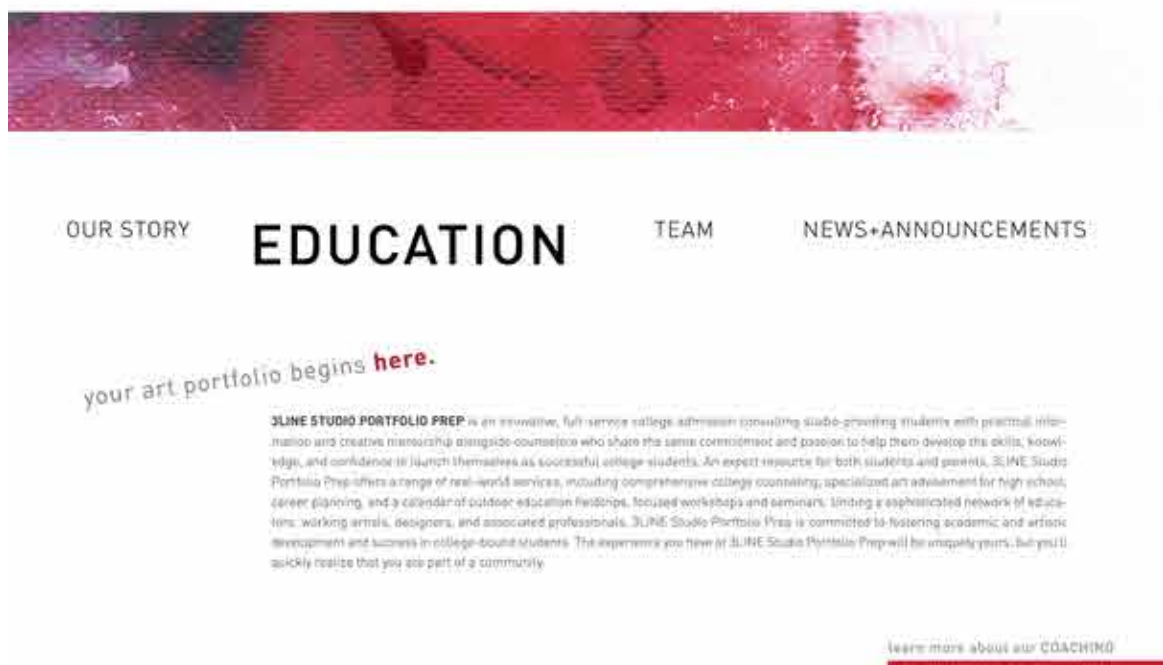 OUR STORY EDUCATION TEAM NEWS+ANNOUNCEMENTS
your art portfolio begins here.
3LINE STUDIO PORTFOLIO PREP is an innovative, full-service college admission consulting studio providing students with practical infor-
mation and creative mentorship alongside counselors who share the same commitment and passion to help them develop the skills, knowl-
edge, and confidence to launch themselves as successful college students. An expert resource for both students and parents, 3LINE Studio
Portfolio Prep offers a range of real-world services, including comprehensive college counseling, specialized art advisement for high school,
career planning, and a calendar of outdoor education fieldtrips, focused workshops and seminars. Uniting a sophisticated network of educa-
tors, working artists, designers, and associated professionals, 3LINE Studio Portfolio Prep is committed to fostering academic and artistic
development and success in college-bound students. The experience you have at 3LINE Studio Portfolio Prep will be uniquely yours, but you'll
quickly realize that you are part of a community.
learn more about our COACHING